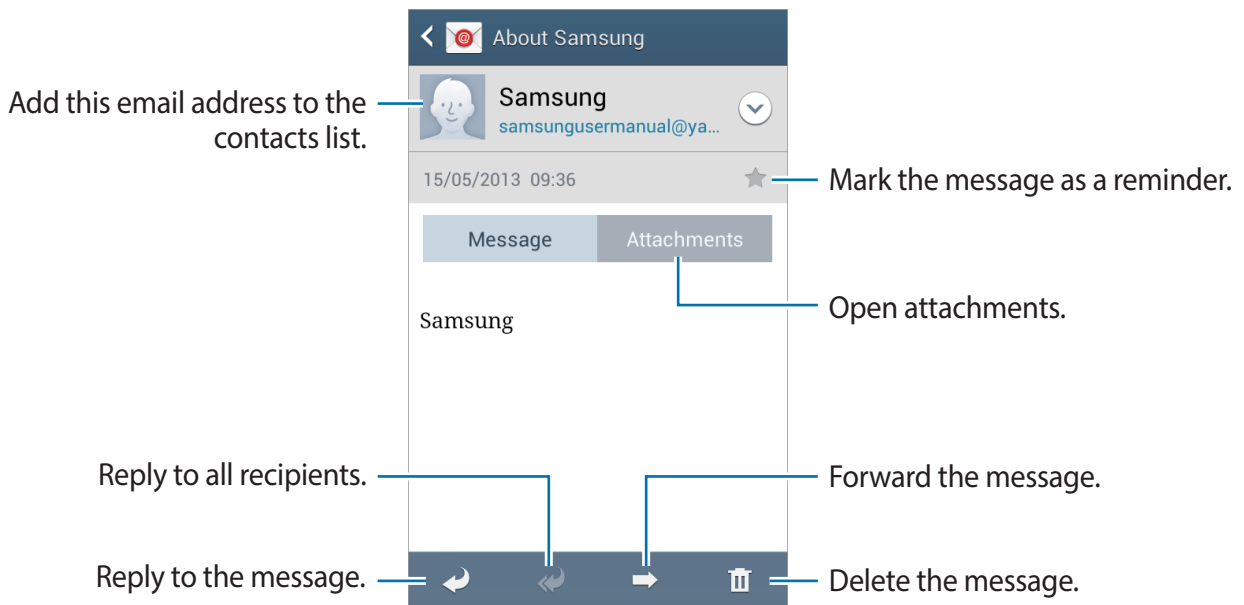 About Samsung
Add this email address to the
contacts list.
Samsung
samsungusermanual@ya...
15/05/2013 09:36
Mark the message as a reminder.
Message
Attachments
Open attachments.
Samsung
Reply to all recipients.
Forward the message.
Reply to the message.
Delete the message.